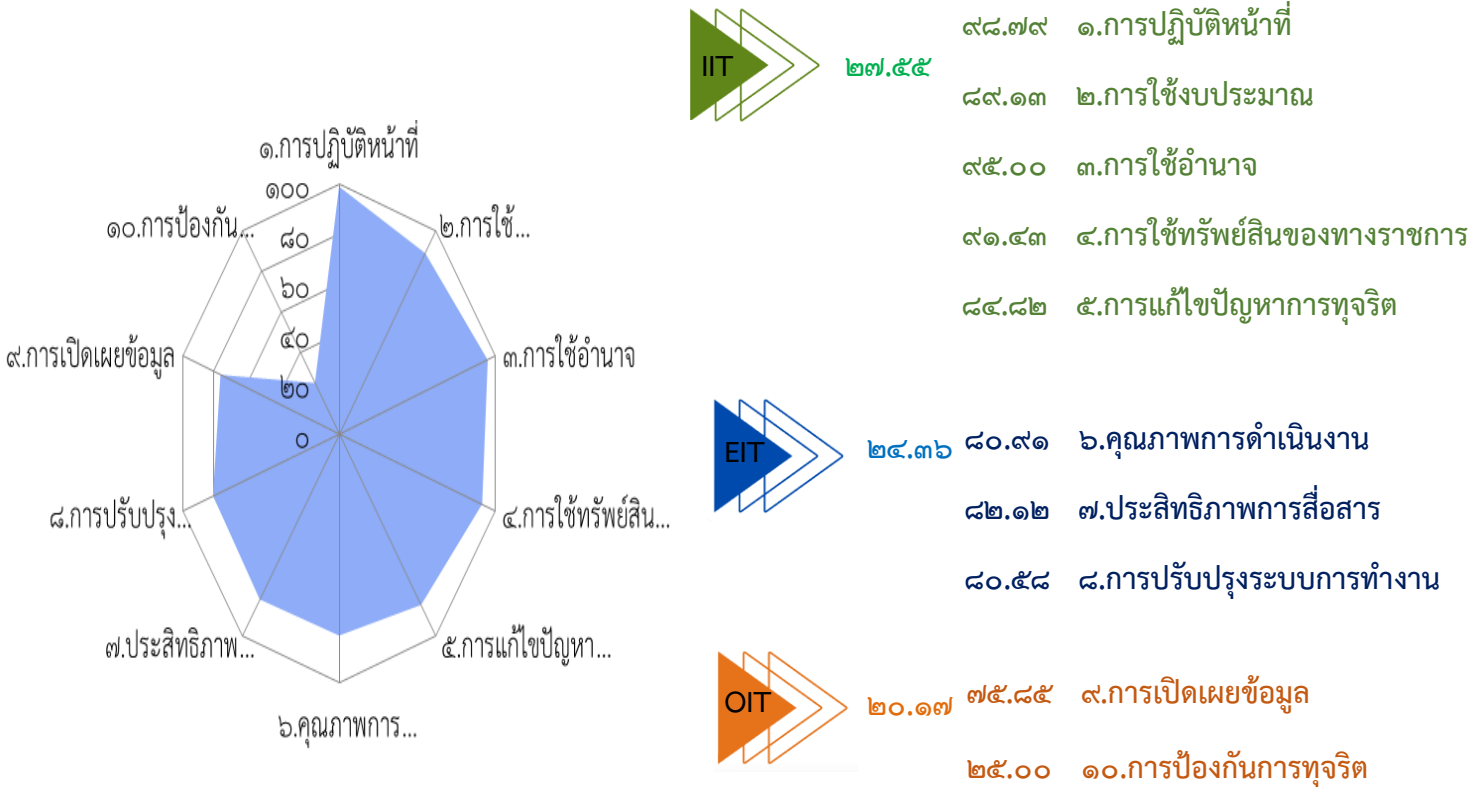 ๑.การปฏิบัติหน้าที่
๒.การใช้...
๓.การใช้อำนาจ
๔.การใช้ทรัพย์สิน...
๕.การแก้ไขปัญหา...
๖.คุณภาพการ...
๗.ประสิทธิภาพ...
๘.การปรับปรุง...
๙.การเปิดเผยข้อมูล
๑๐.การป้องกัน...
๑๐๐
๘๐
๖๐
๔๐
๒๐
๐
IIT ๒๗.๕๕
๙๘.๗๙ ๑.การปฏิบัติหน้าที่
๘๙.๑๓ ๒.การใช้งบประมาณ
๙๕.๐๐ ๓.การใช้อำนาจ
๙๑.๔๓ ๔.การใช้ทรัพย์สินของทางราชการ
๘๔.๘๒ ๕.การแก้ไขปัญหาการทุจริต
EIT ๒๔.๓๖
๘๐.๙๑ ๖.คุณภาพการดำเนินงาน
๘๒.๑๒ ๗.ประสิทธิภาพการสื่อสาร
๘๐.๕๘ ๘.การปรับปรุงระบบการทำงาน
OIT ๒๐.๑๗
๗๕.๘๕ ๙.การเปิดเผยข้อมูล
๒๕.๐๐ ๑๐.การป้องกันการทุจริต